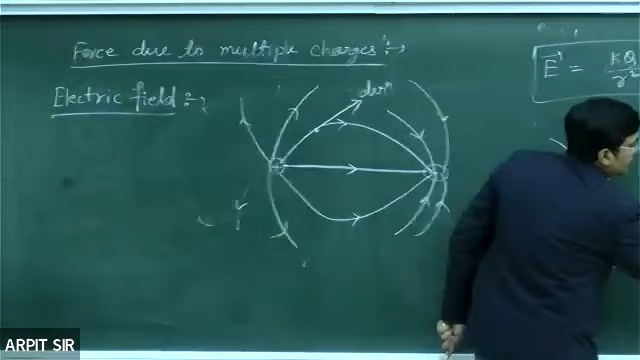 Force due to multiple charges :-
Electric field :-
dirn
E = KQ
r²
ARPIT SIR